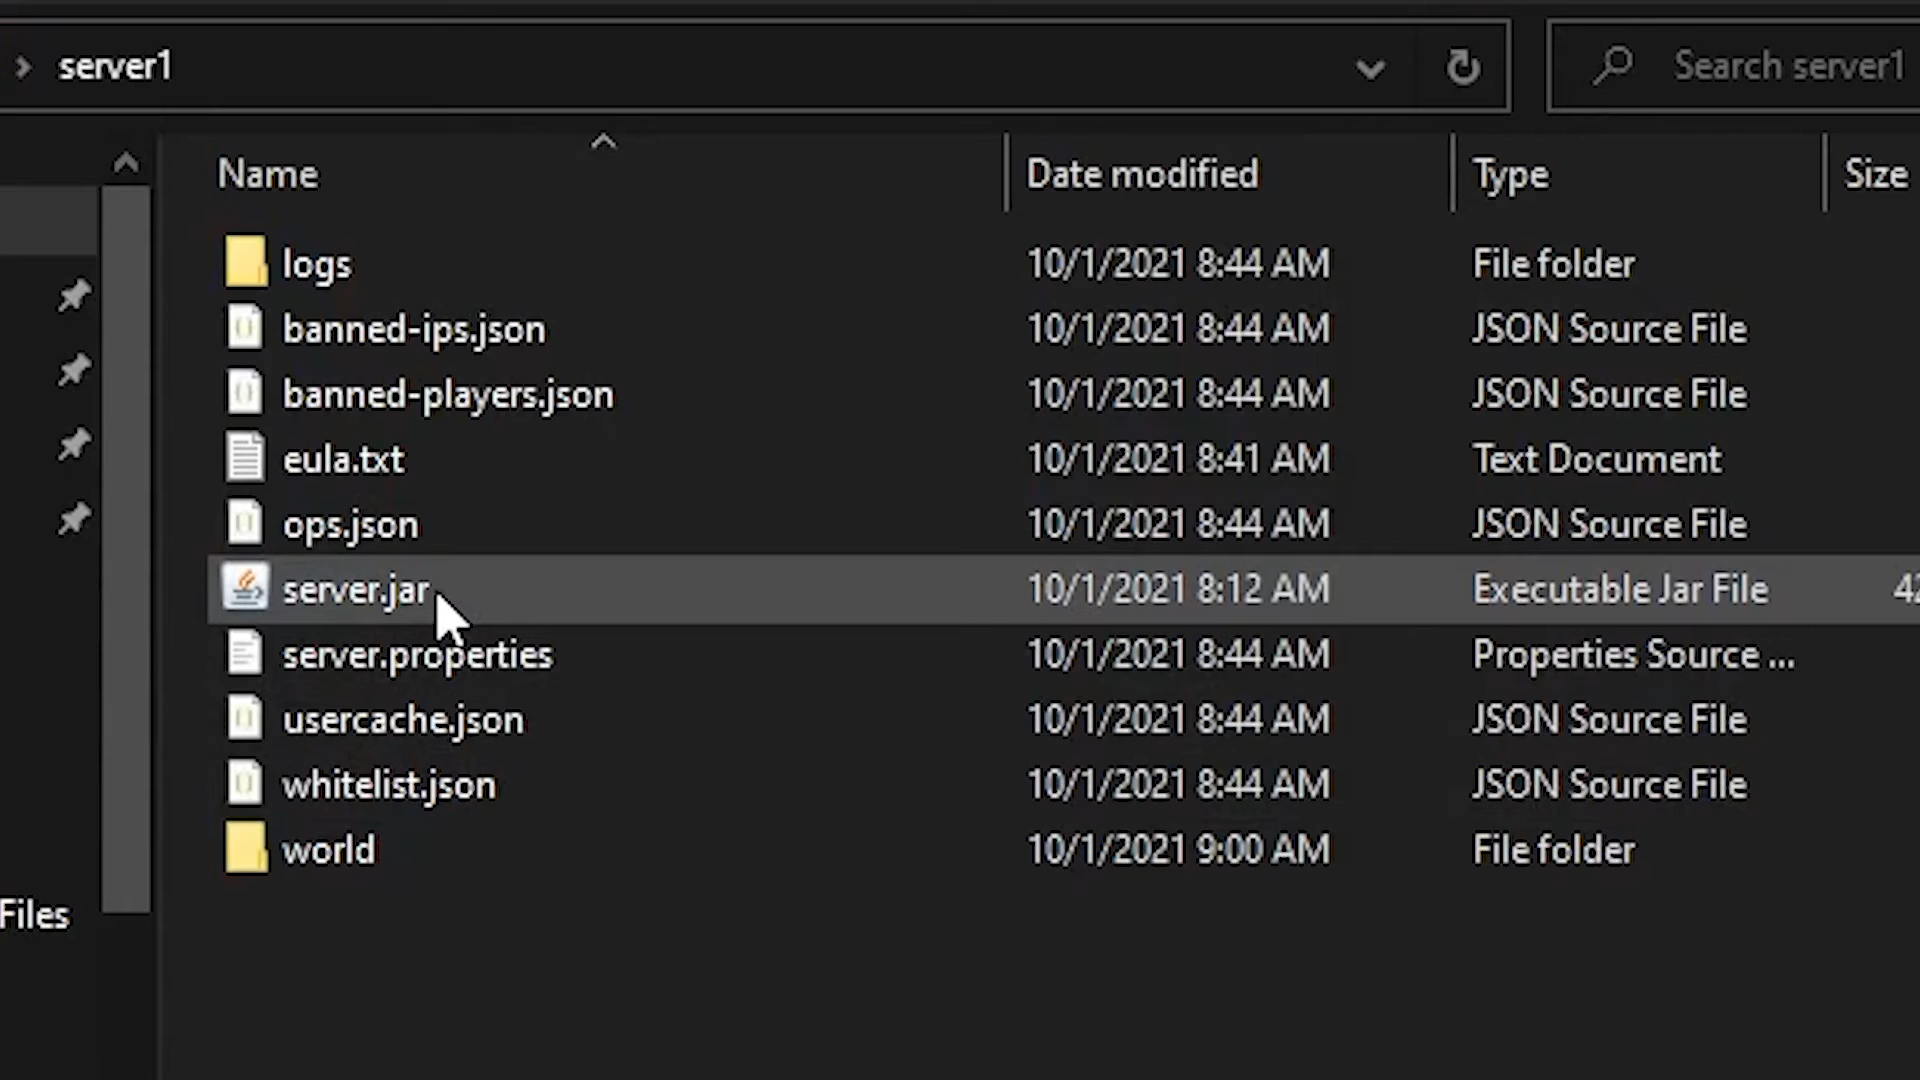 server1
Search server1
Name Date modified Type Size
logs 10/1/2021 8:44 AM File folder
banned-ips.json 10/1/2021 8:44 AM JSON Source File
banned-players.json 10/1/2021 8:44 AM JSON Source File
eula.txt 10/1/2021 8:41 AM Text Document
ops.json 10/1/2021 8:44 AM JSON Source File
server.jar 10/1/2021 8:12 AM Executable Jar File 42
server.properties 10/1/2021 8:44 AM Properties Source ...
usercache.json 10/1/2021 8:44 AM JSON Source File
whitelist.json 10/1/2021 8:44 AM JSON Source File
world 10/1/2021 9:00 AM File folder
Files